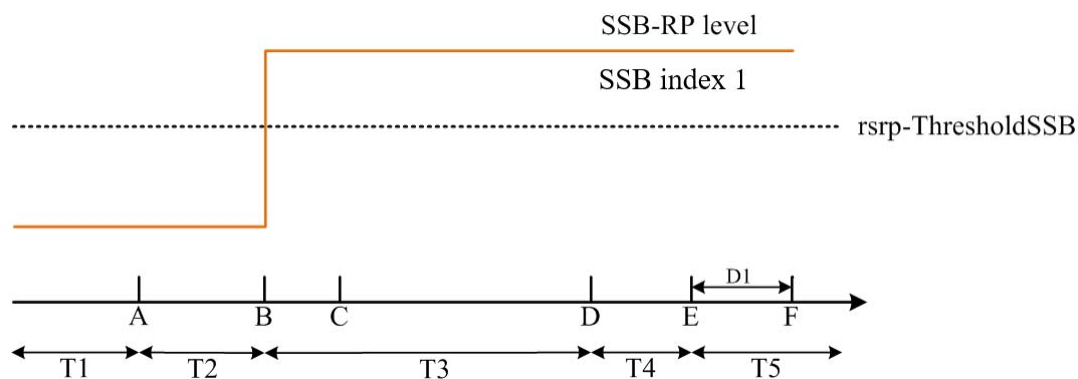 SSB-RP level
SSB index 1
rsrp-ThresholdSSB
D1
A B C D E F
T1 T2 T3 T4 T5